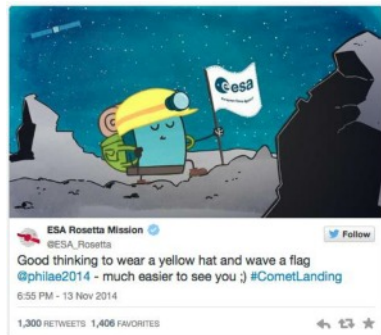 esa
ESA Rosetta Mission
@ESA_Rosetta
Follow
Good thinking to wear a yellow hat and wave a flag
@philae2014 - much easier to see you ;) #CometLanding
6:55 PM - 13 Nov 2014
1,300 RETWEETS 1,406 FAVORITES